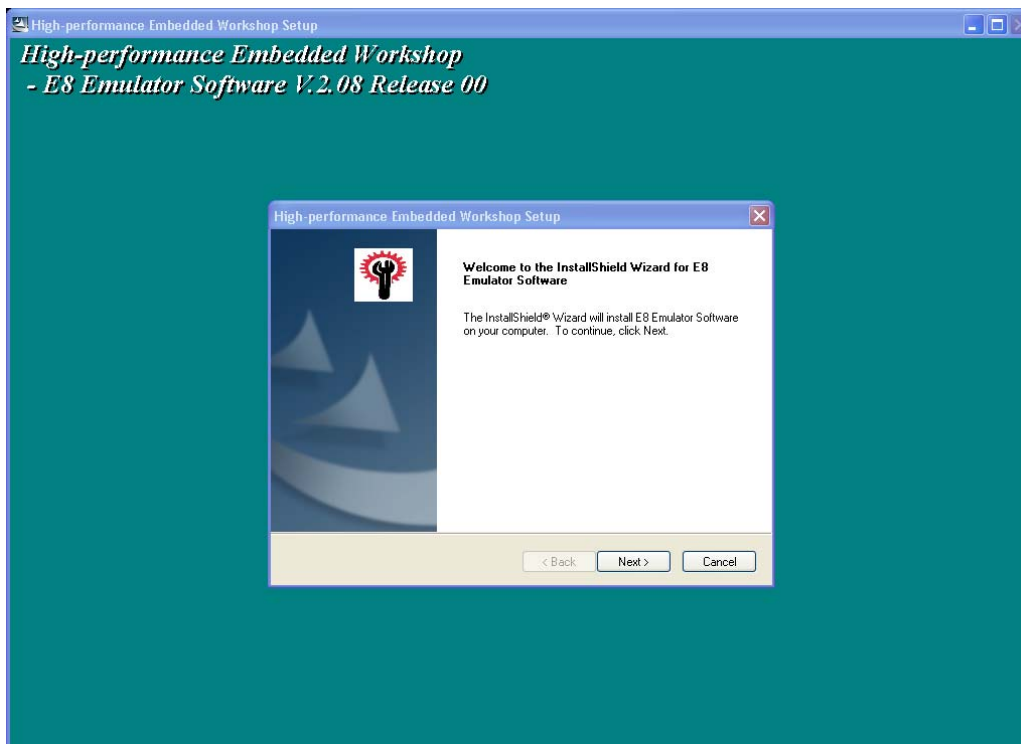 High-performance Embedded Workshop Setup
High-performance Embedded Workshop
- E8 Emulator Software V.2.08 Release 00
High-performance Embedded Workshop Setup
Welcome to the InstallShield Wizard for E8
Emulator Software
The InstallShield® Wizard will install E8 Emulator Software
on your computer. To continue, click Next.
< Back
Next >
Cancel